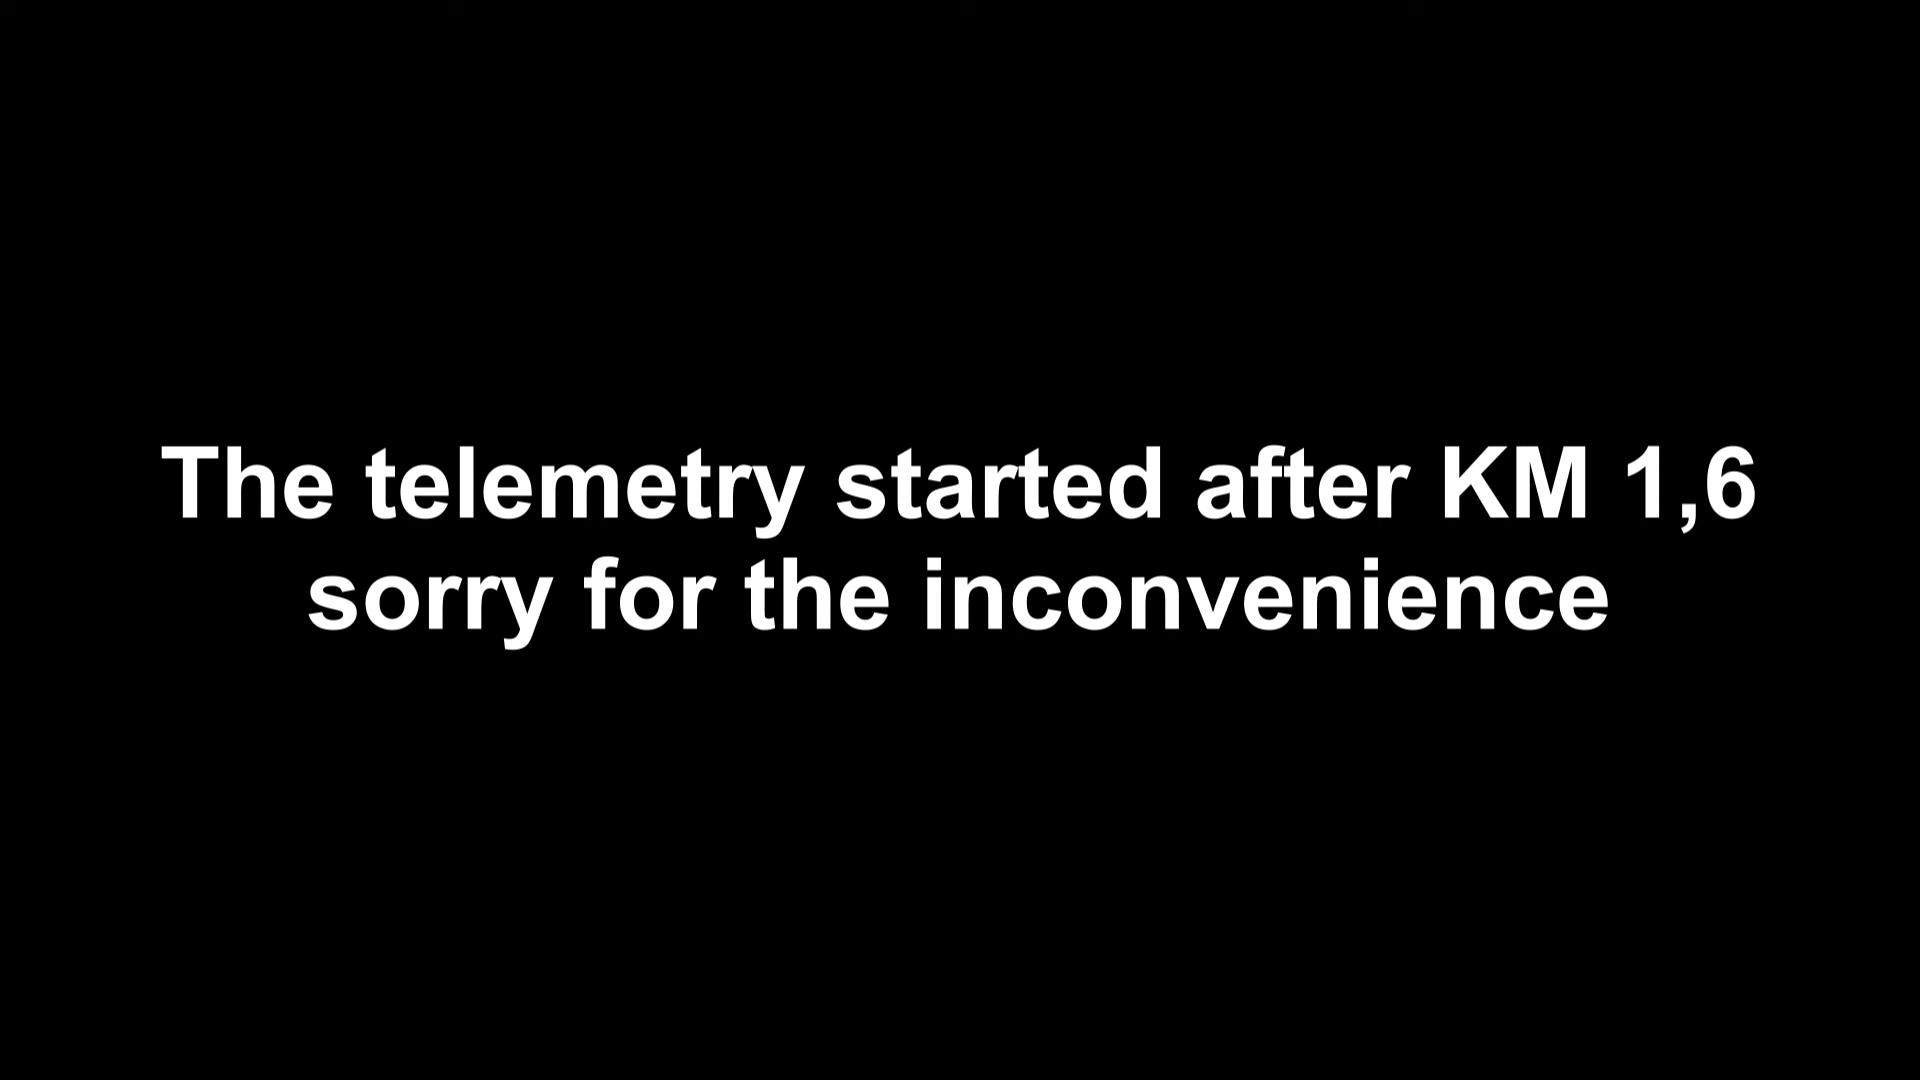 The telemetry started after KM 1,6
sorry for the inconvenience